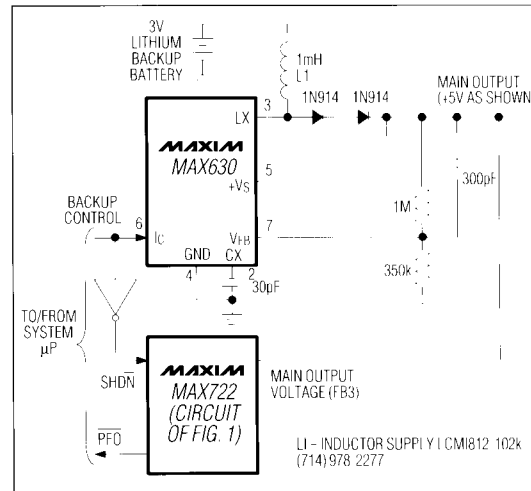 3V
LITHIUM
BACKUP
BATTERY
1mH
L1
3
LX
1N914
1N914
MAIN OUTPUT
(+5V AS SHOWN)
MAXIM
MAX630
5
+VS
300pF
1M
BACKUP
CONTROL
6
IC
VFB
7
GND
CX
4
2
30pF
350k
TO/FROM
SYSTEM
µP
SHDN
MAXIM
MAX722
(CIRCUIT
OF FIG. 1)
MAIN OUTPUT
VOLTAGE (FB3)
PFO
LI – INDUCTOR SUPPLY LCMI812 102k
(714) 978 2277